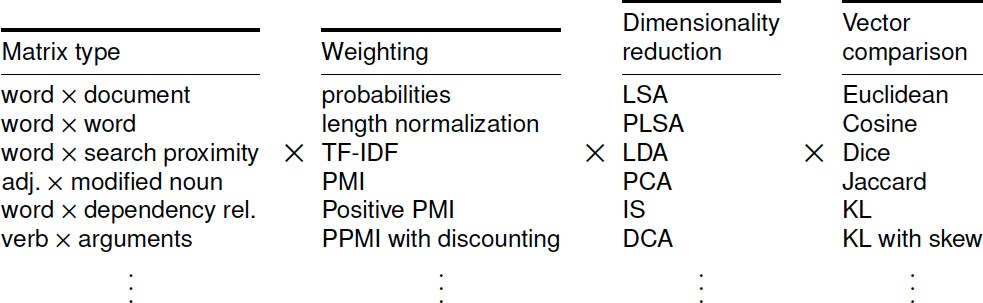 Matrix type
word × document
word × word
word × search proximity
adj. × modified noun
word × dependency rel.
verb × arguments
⋮
×
Weighting
probabilities
length normalization
TF-IDF
PMI
Positive PMI
PPMI with discounting
⋮
×
Dimensionality
reduction
LSA
PLSA
LDA
PCA
IS
DCA
⋮
×
Vector
comparison
Euclidean
Cosine
Dice
Jaccard
KL
KL with skew
⋮